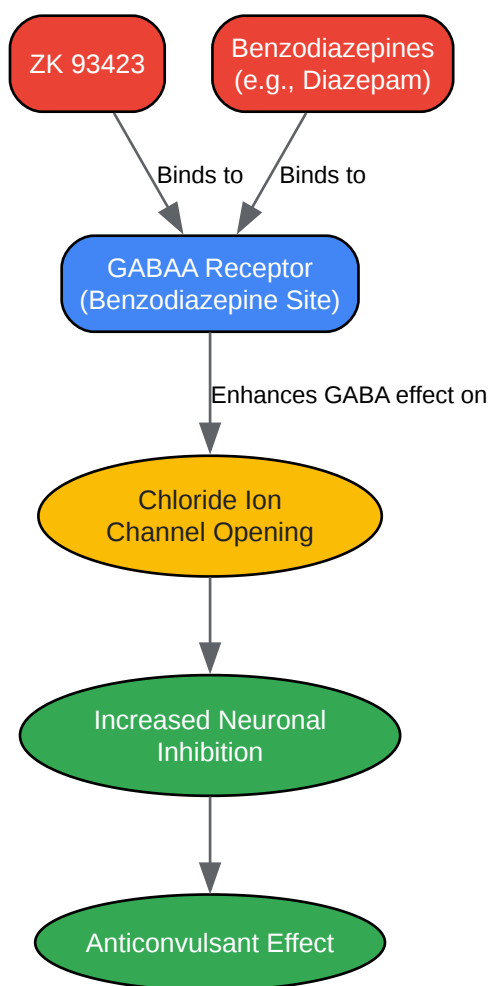 ZK 93423
Benzodiazepines
(e.g., Diazepam)
Binds to
Binds to
GABAA Receptor
(Benzodiazepine Site)
Enhances GABA effect on
Chloride Ion
Channel Opening
Increased Neuronal
Inhibition
Anticonvulsant Effect